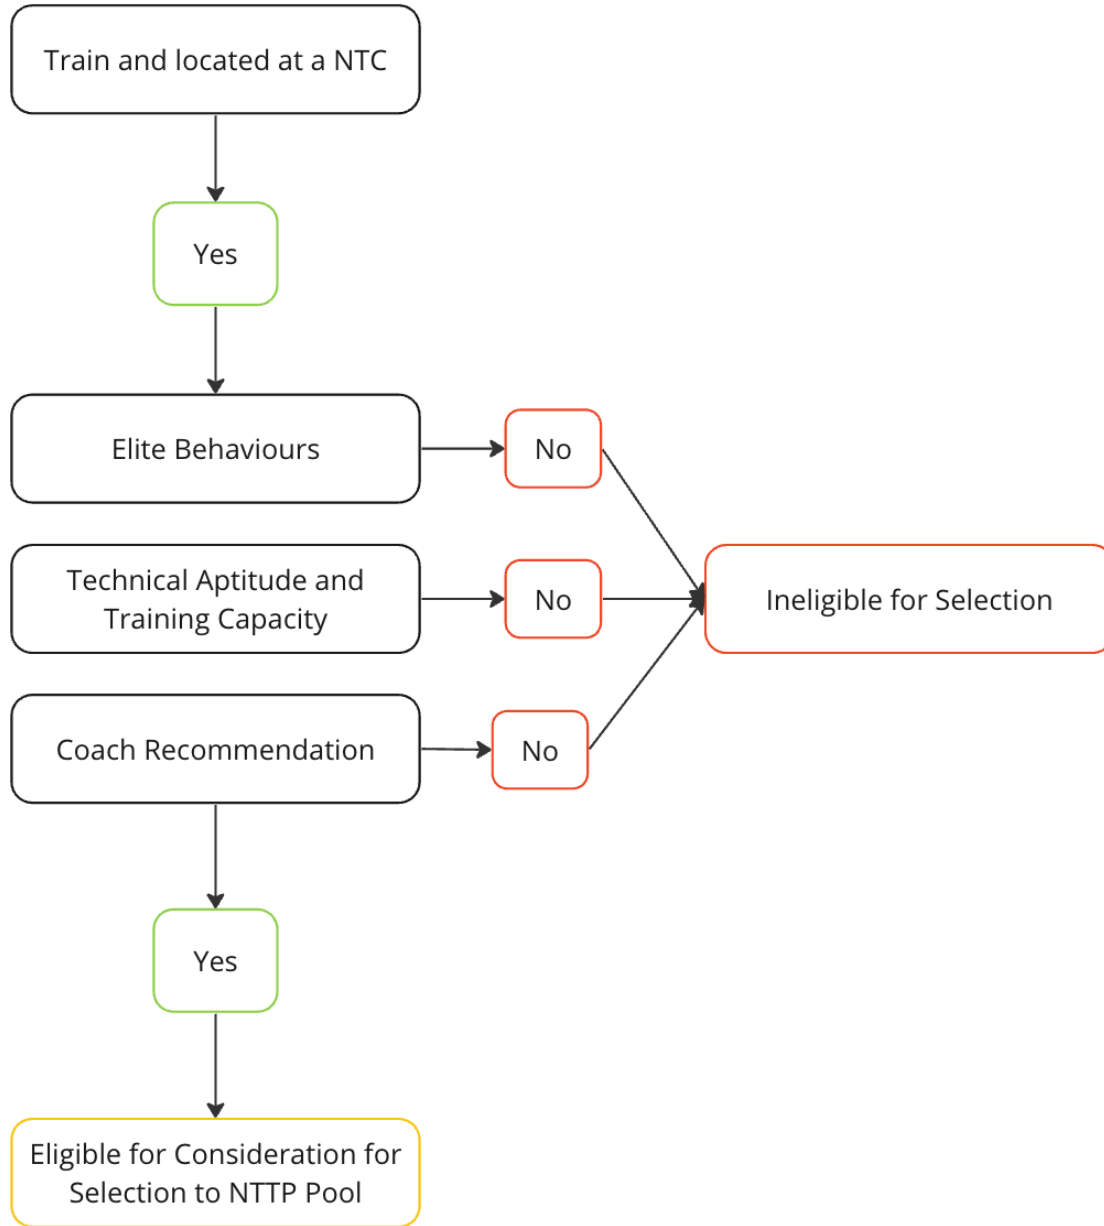 Train and located at a NTC
Yes
Elite Behaviours
No
Technical Aptitude and
Training Capacity
No
Ineligible for Selection
Coach Recommendation
No
Yes
Eligible for Consideration for
Selection to NTTP Pool